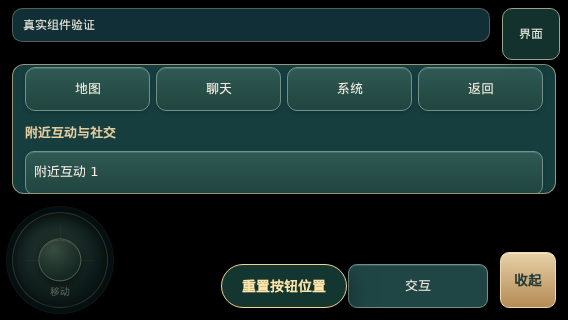 真实组件验证
界面
地图 聊天 系统 返回
附近互动与社交
附近互动 1
移动
重置按钮位置 交互 收起